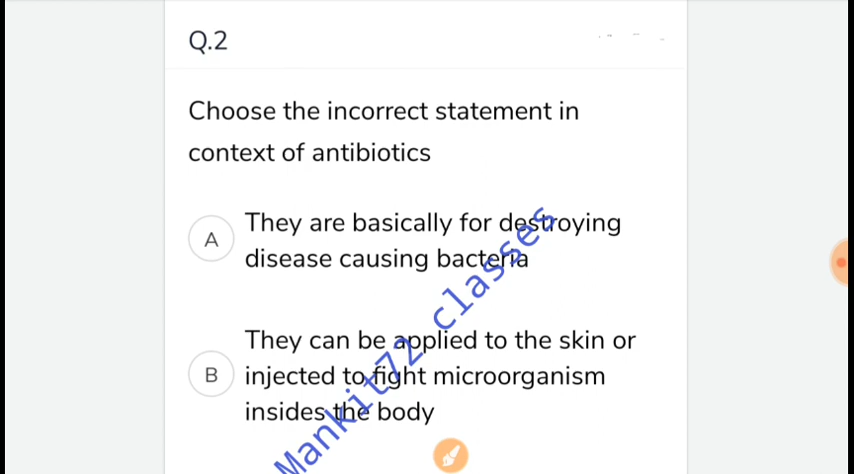 Q.2
Choose the incorrect statement in
context of antibiotics
A
They are basically for destroying
disease causing bacteria
They can be applied to the skin or
B injected to fight microorganism
insides the body
Mankit72 classes